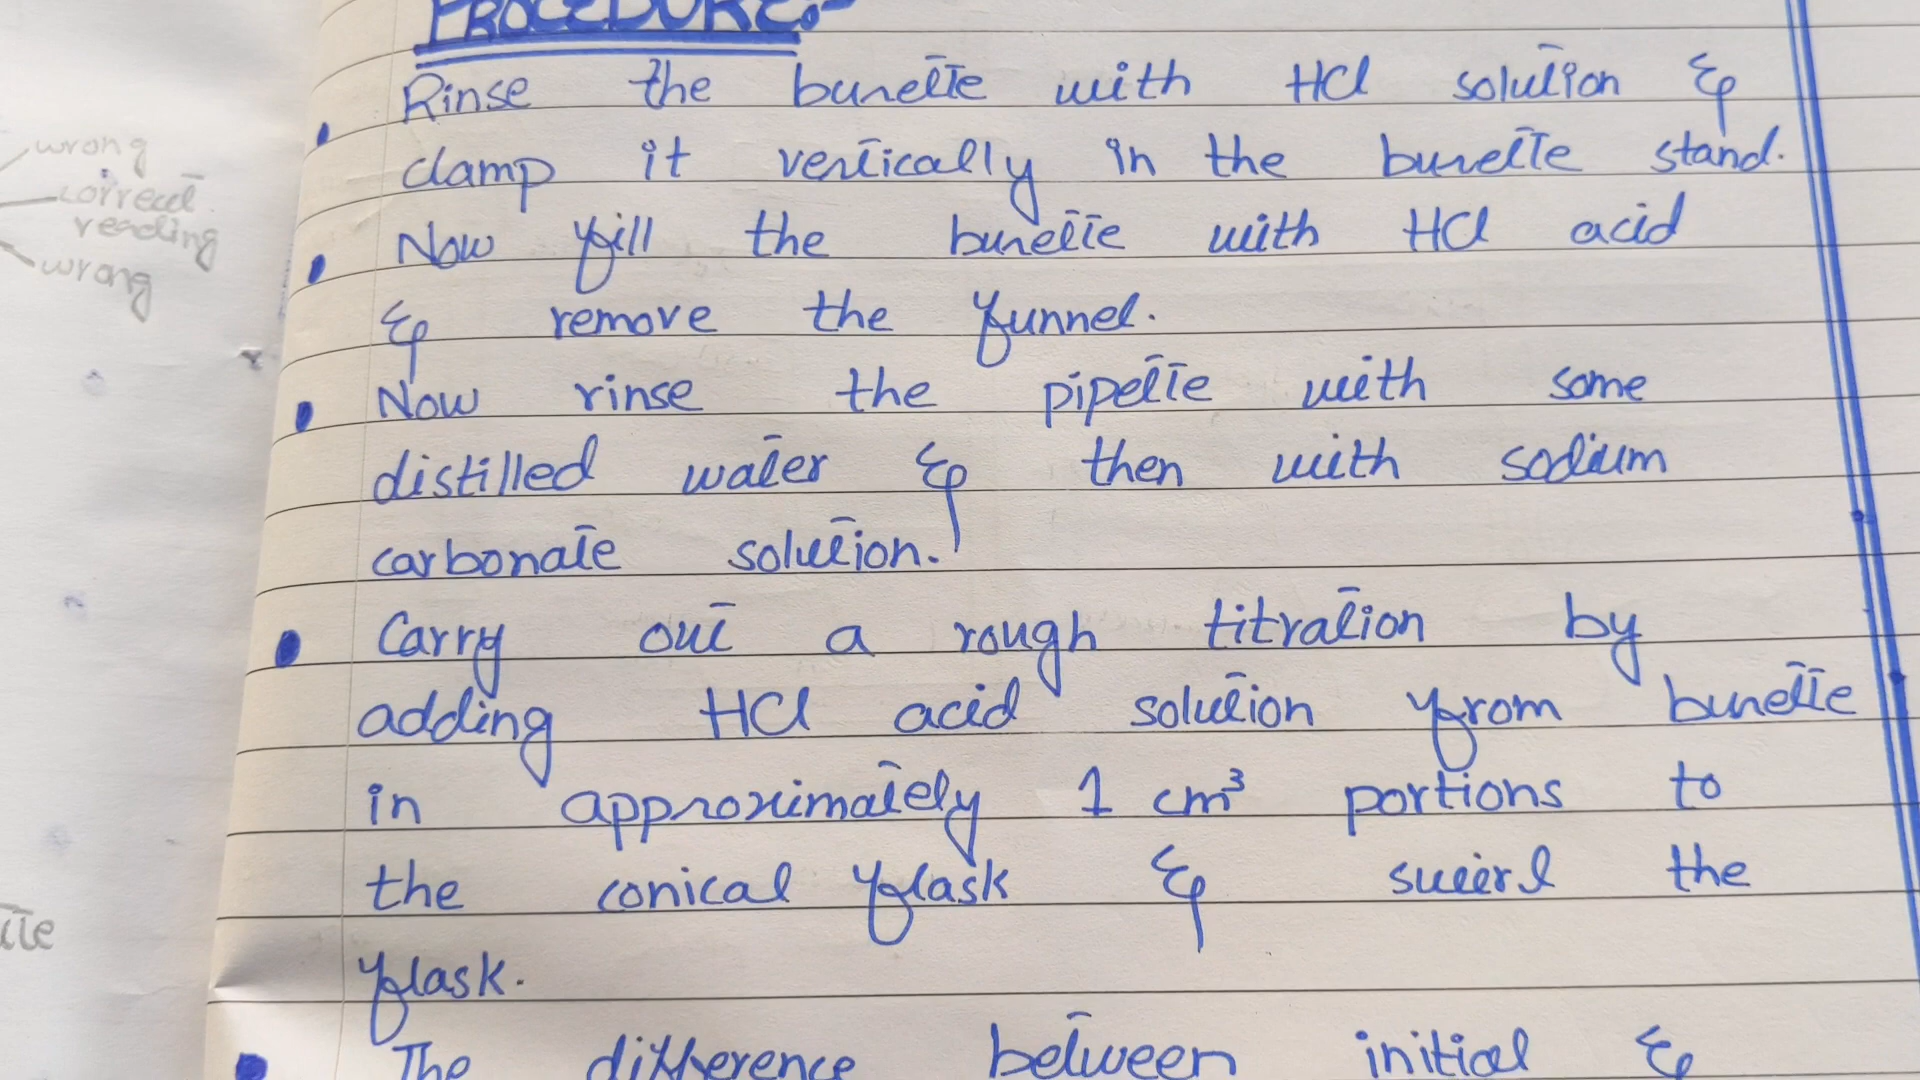 PROCEDURE:-
Rinse the burette with HCl solution &
clamp it vertically in the burette stand.
Now fill the burette with HCl acid
& remove the funnel.
Now rinse the pipette with some
distilled water & then with sodium
carbonate solution.
Carry out a rough titration by
adding HCl acid solution from burette
in approximately 1 cm³ portions to
the conical flask & swirl the
flask.
The difference between initial &
wrong
correct
reading
wrong